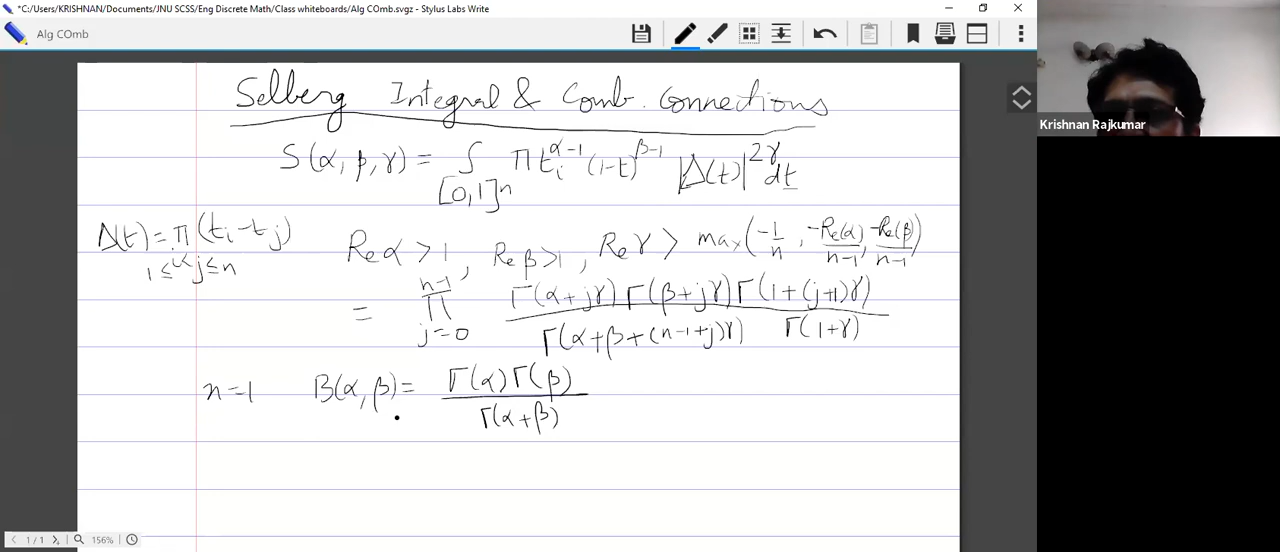 *C:/Users/KRISHNAN/Documents/JNU SCSS/Eng Discrete Math/Class whiteboards/Alg COmb.svgz - Stylus Labs Write
Alg COmb
Krishnan Rajkumar
Selberg Integral & Comb. Connections
S(α, β, γ) = ∫_{[0,1]^n} Π t_i^{α-1} (1-t)^{β-1} |Δ(t)|^{2γ} dt
Δ(t) = Π_{1≤i<j≤n} (t_i - t_j)
Re α > 1, Re β > 1, Re γ > max(-1/n, -Re(α)/(n-1), -Re(β)/(n-1))
= Π_{j=0}^{n-1} Γ(α+jγ) Γ(β+jγ) Γ(1+(j+1)γ) / Γ(α+β+(n-1+j)γ) Γ(1+γ)
n=1 B(α, β) = Γ(α)Γ(β) / Γ(α+β)
1 / 1 156%